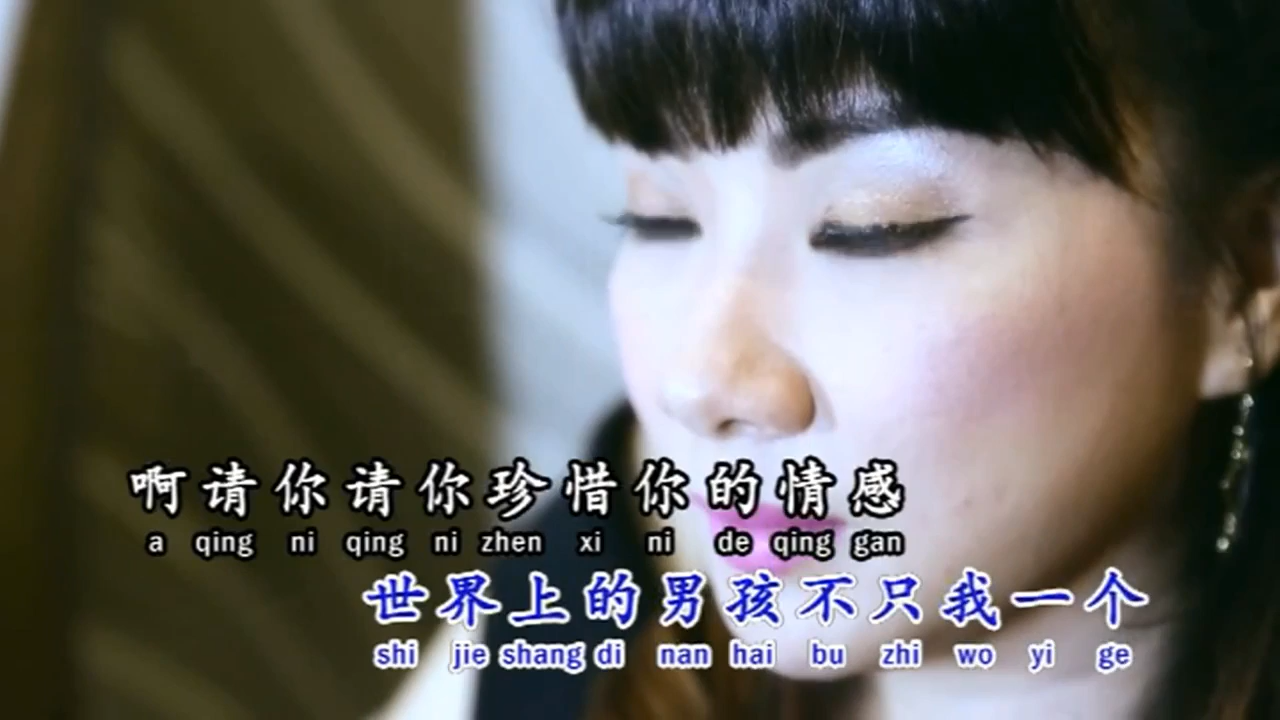 啊请你请你珍惜你的情感
a qing ni qing ni zhen xi ni de qing gan
世界上的男孩不只我一个
shi jie shang di nan hai bu zhi wo yi ge